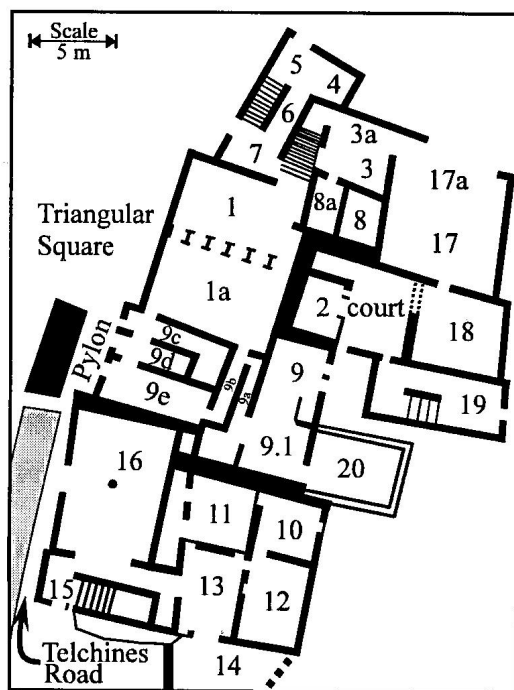 Scale
5 m
5
4
6
3a
7
3
17a
8a
8
1
Triangular
Square
17
1a
2
court
18
Pylon
9c
9d
9b
9a
9
9e
19
9.1
16
20
11
10
15
13
12
Telchines
Road
14